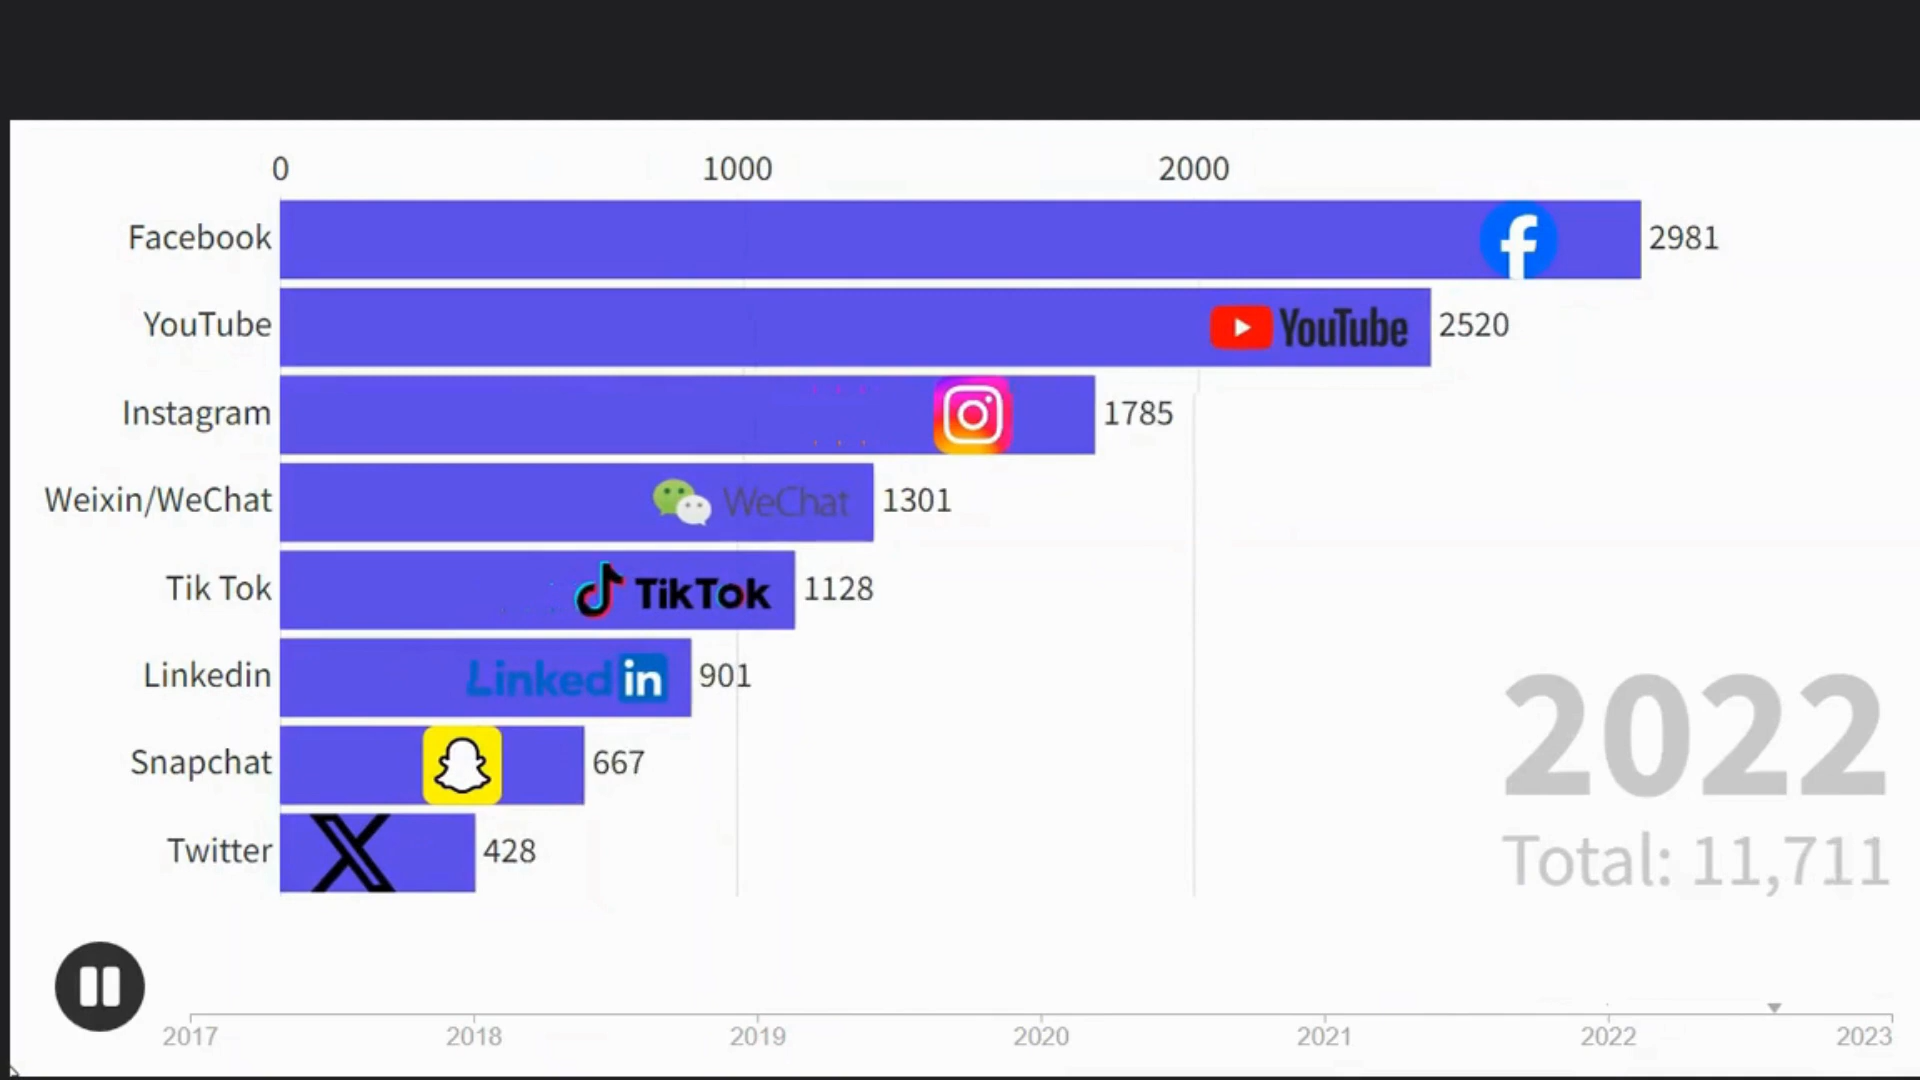 0 1000 2000
Facebook 2981
YouTube YouTube 2520
Instagram 1785
Weixin/WeChat WeChat 1301
Tik Tok TikTok 1128
Linkedin Linkedin 901
Snapchat 667
Twitter X 428
2022
Total: 11,711
2017 2018 2019 2020 2021 2022 2023